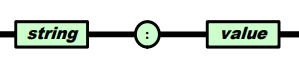 string : value